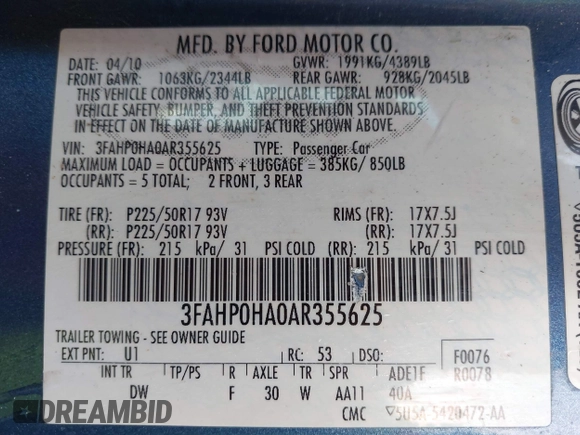 MFD. BY FORD MOTOR CO.
DATE: 04/10 GVWR: 1991KG/4389LB
FRONT GAWR: 1063KG/2344LB REAR GAWR: 928KG/2045LB
THIS VEHICLE CONFORMS TO ALL APPLICABLE FEDERAL MOTOR
VEHICLE SAFETY, BUMPER, AND THEFT PREVENTION STANDARDS
IN EFFECT ON THE DATE OF MANUFACTURE SHOWN ABOVE.
VIN: 3FAHP0HA0AR355625 TYPE: Passenger Car
MAXIMUM LOAD = OCCUPANTS + LUGGAGE = 385KG/ 850LB
OCCUPANTS = 5 TOTAL; 2 FRONT, 3 REAR
TIRE (FR): P225/50R17 93V RIMS (FR): 17X7.5J
(RR): P225/50R17 93V (RR): 17X7.5J
PRESSURE (FR): 215 kPa/ 31 PSI COLD (RR): 215 kPa/ 31 PSI COLD
3FAHP0HA0AR355625
TRAILER TOWING - SEE OWNER GUIDE
EXT PNT: U1 RC: 53 DSO: F0076
INT TR TP/PS R AXLE TR SPR ADE1F R0078
DW F 30 W AA11 40A
CMC 5U5A-5420472-AA
DREAMBID